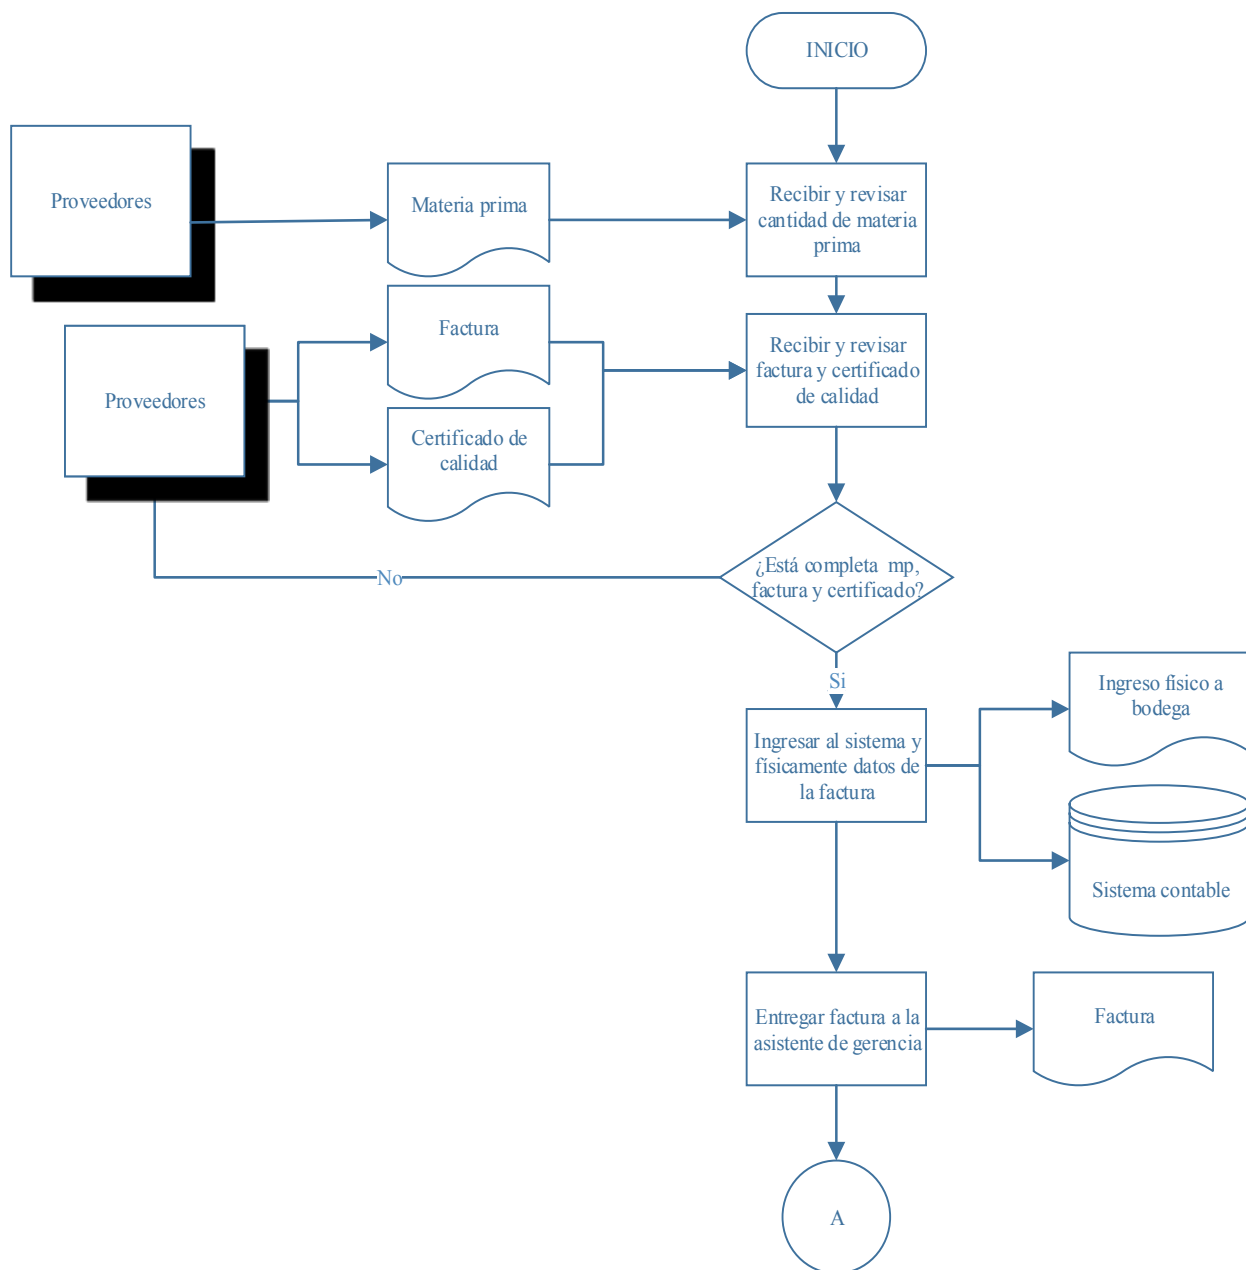 INICIO
Proveedores
Materia prima
Recibir y revisar
cantidad de materia
prima
Proveedores
Factura
Certificado de
calidad
Recibir y revisar
factura y certificado
de calidad
¿Está completa mp,
factura y certificado?
No
Si
Ingresar al sistema y
físicamente datos de
la factura
Ingreso físico a
bodega
Sistema contable
Entregar factura a la
asistente de gerencia
Factura
A